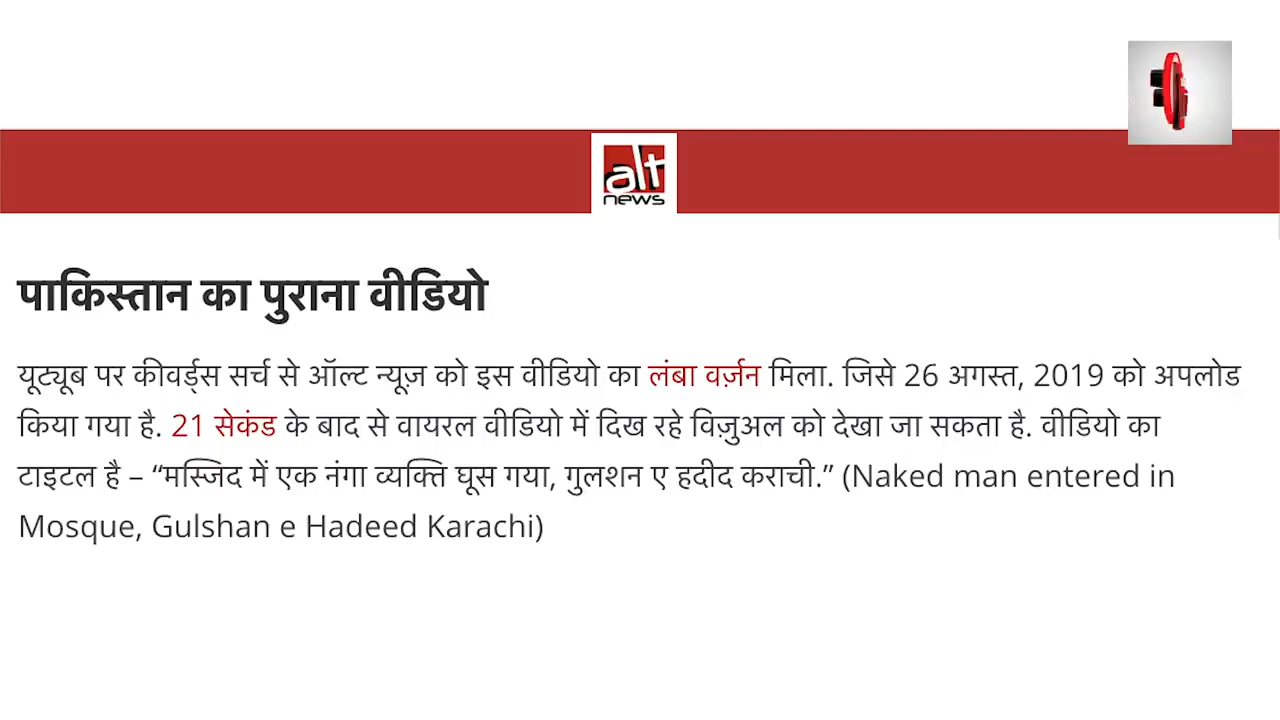 alt
news
पाकिस्तान का पुराना वीडियो
यूट्यूब पर कीवर्ड्स सर्च से ऑल्ट न्यूज़ को इस वीडियो का लंबा वर्ज़न मिला. जिसे 26 अगस्त, 2019 को अपलोड
किया गया है. 21 सेकंड के बाद से वायरल वीडियो में दिख रहे विज़ुअल को देखा जा सकता है. वीडियो का
टाइटल है – “मस्जिद में एक नंगा व्यक्ति घूस गया, गुलशन ए हदीद कराची.” (Naked man entered in
Mosque, Gulshan e Hadeed Karachi)